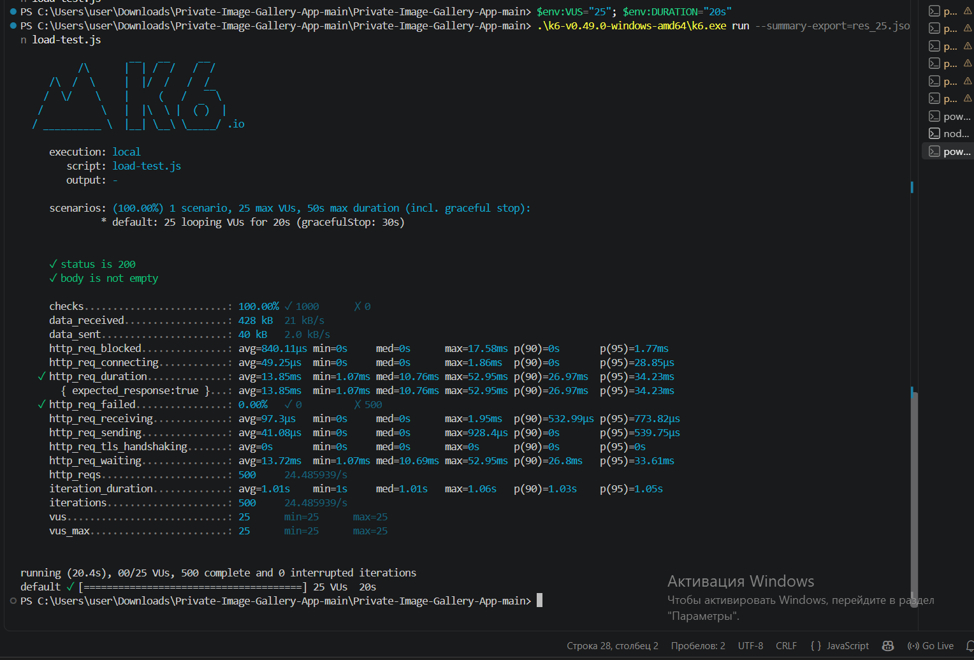 n load-test.js
PS C:\Users\user\Downloads\Private-Image-Gallery-App-main\Private-Image-Gallery-App-main> $env:VUS="25"; $env:DURATION="20s"
PS C:\Users\user\Downloads\Private-Image-Gallery-App-main\Private-Image-Gallery-App-main> .\k6-v0.49.0-windows-amd64\k6.exe run --summary-export=res_25.jso
n load-test.js
.io
execution: local
script: load-test.js
output: -
scenarios: (100.00%) 1 scenario, 25 max VUs, 50s max duration (incl. graceful stop):
* default: 25 looping VUs for 20s (gracefulStop: 30s)
✓ status is 200
✓ body is not empty
checks.........................: 100.00% ✓ 1000 ✗ 0
data_received..................: 428 kB 21 kB/s
data_sent......................: 40 kB 2.0 kB/s
http_req_blocked...............: avg=840.11µs min=0s med=0s max=17.58ms p(90)=0s p(95)=1.77ms
http_req_connecting............: avg=49.25µs min=0s med=0s max=1.86ms p(90)=0s p(95)=28.85µs
✓ http_req_duration..............: avg=13.85ms min=1.07ms med=10.76ms max=52.95ms p(90)=26.97ms p(95)=34.23ms
{ expected_response:true }...: avg=13.85ms min=1.07ms med=10.76ms max=52.95ms p(90)=26.97ms p(95)=34.23ms
✓ http_req_failed................: 0.00% ✓ 0 ✗ 500
http_req_receiving.............: avg=97.3µs min=0s med=0s max=1.95ms p(90)=532.99µs p(95)=773.82µs
http_req_sending...............: avg=41.08µs min=0s med=0s max=928.4µs p(90)=0s p(95)=539.75µs
http_req_tls_handshaking.......: avg=0s min=0s med=0s max=0s p(90)=0s p(95)=0s
http_req_waiting...............: avg=13.72ms min=1.07ms med=10.69ms max=52.95ms p(90)=26.8ms p(95)=33.61ms
http_reqs......................: 500 24.485939/s
iteration_duration.............: avg=1.01s min=1s med=1.01s max=1.06s p(90)=1.03s p(95)=1.05s
iterations.....................: 500 24.485939/s
vus............................: 25 min=25 max=25
vus_max........................: 25 min=25 max=25
running (20.4s), 00/25 VUs, 500 complete and 0 interrupted iterations
default ✓ [======================================] 25 VUs 20s
PS C:\Users\user\Downloads\Private-Image-Gallery-App-main\Private-Image-Gallery-App-main>
p...
p...
p...
p...
p...
p...
pow...
nod...
pow...
Активация Windows
Чтобы активировать Windows, перейдите в раздел
"Параметры".
Строка 28, столбец 2 Пробелов: 2 UTF-8 CRLF { } JavaScript Go Live